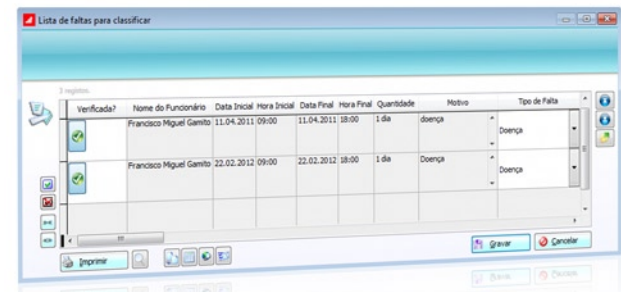 Lista de faltas para classificar
3 registos.
Verificada? Nome do Funcionário Data Inicial Hora Inicial Data Final Hora Final Quantidade Motivo Tipo de Falta
Francisco Miguel Gamito 11.04.2011 09:00 11.04.2011 18:00 1 dia doença Doença
Francisco Miguel Gamito 22.02.2012 09:00 22.02.2012 18:00 1 dia Doença Doença
Imprimir Gravar Cancelar